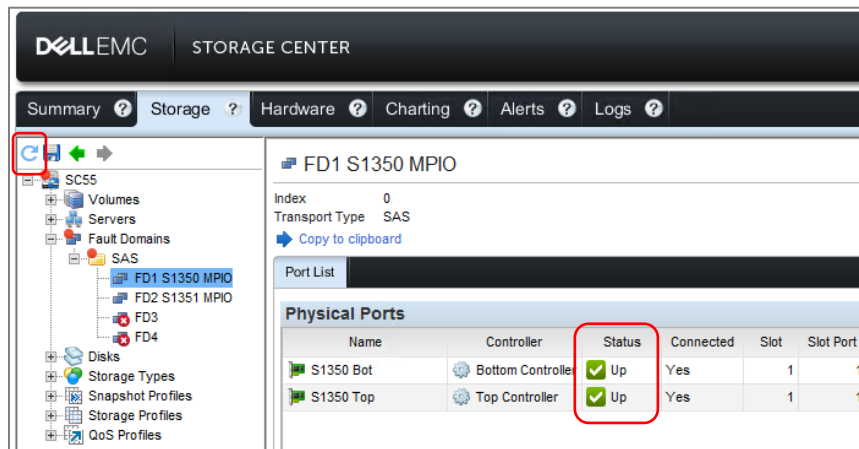 DELLEMC STORAGE CENTER
Summary ? Storage ? Hardware ? Charting ? Alerts ? Logs ?
SC55
Volumes
Servers
Fault Domains
SAS
FD1 S1350 MPIO
FD2 S1351 MPIO
FD3
FD4
Disks
Storage Types
Snapshot Profiles
Storage Profiles
QoS Profiles
FD1 S1350 MPIO
Index 0
Transport Type SAS
Copy to clipboard
Port List
Physical Ports
Name Controller Status Connected Slot Slot Port
S1350 Bot Bottom Controller Up Yes 1 1
S1350 Top Top Controller Up Yes 1 1